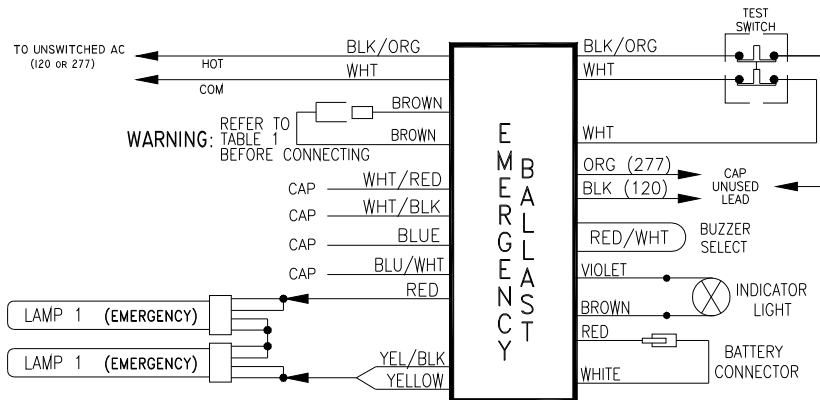 TEST
SWITCH
TO UNSWITCHED AC
(120 OR 277)
HOT
COM
BLK/ORG
WHT
BROWN
BROWN
WARNING: REFER TO
TABLE 1
BEFORE CONNECTING
CAP WHT/RED
CAP WHT/BLK
CAP BLUE
CAP BLU/WHT
RED
LAMP 1 (EMERGENCY)
LAMP 1 (EMERGENCY)
YEL/BLK
YELLOW
EMERGENCY
BALLAST
BLK/ORG
WHT
WHT
ORG (277)
BLK (120)
CAP
UNUSED
LEAD
RED/WHT
BUZZER
SELECT
VIOLET
BROWN
INDICATOR
LIGHT
RED
WHITE
BATTERY
CONNECTOR